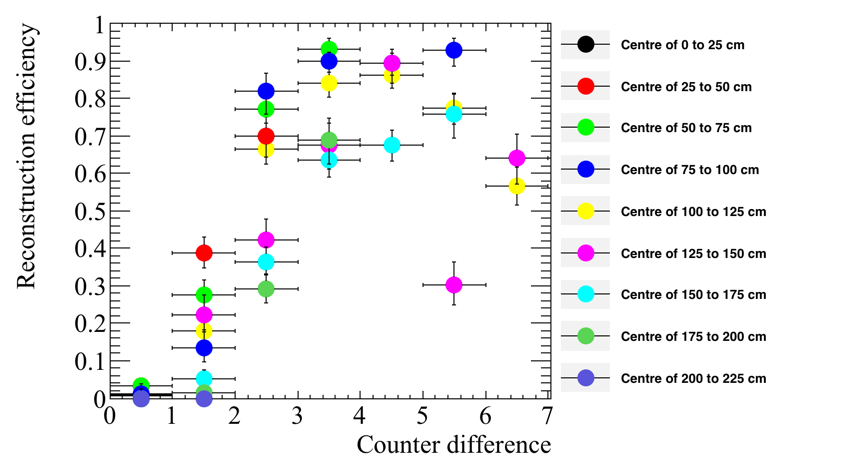 Reconstruction efficiency
1
0.9
0.8
0.7
0.6
0.5
0.4
0.3
0.2
0.1
0
0 1 2 3 4 5 6 7
Counter difference
Centre of 0 to 25 cm
Centre of 25 to 50 cm
Centre of 50 to 75 cm
Centre of 75 to 100 cm
Centre of 100 to 125 cm
Centre of 125 to 150 cm
Centre of 150 to 175 cm
Centre of 175 to 200 cm
Centre of 200 to 225 cm